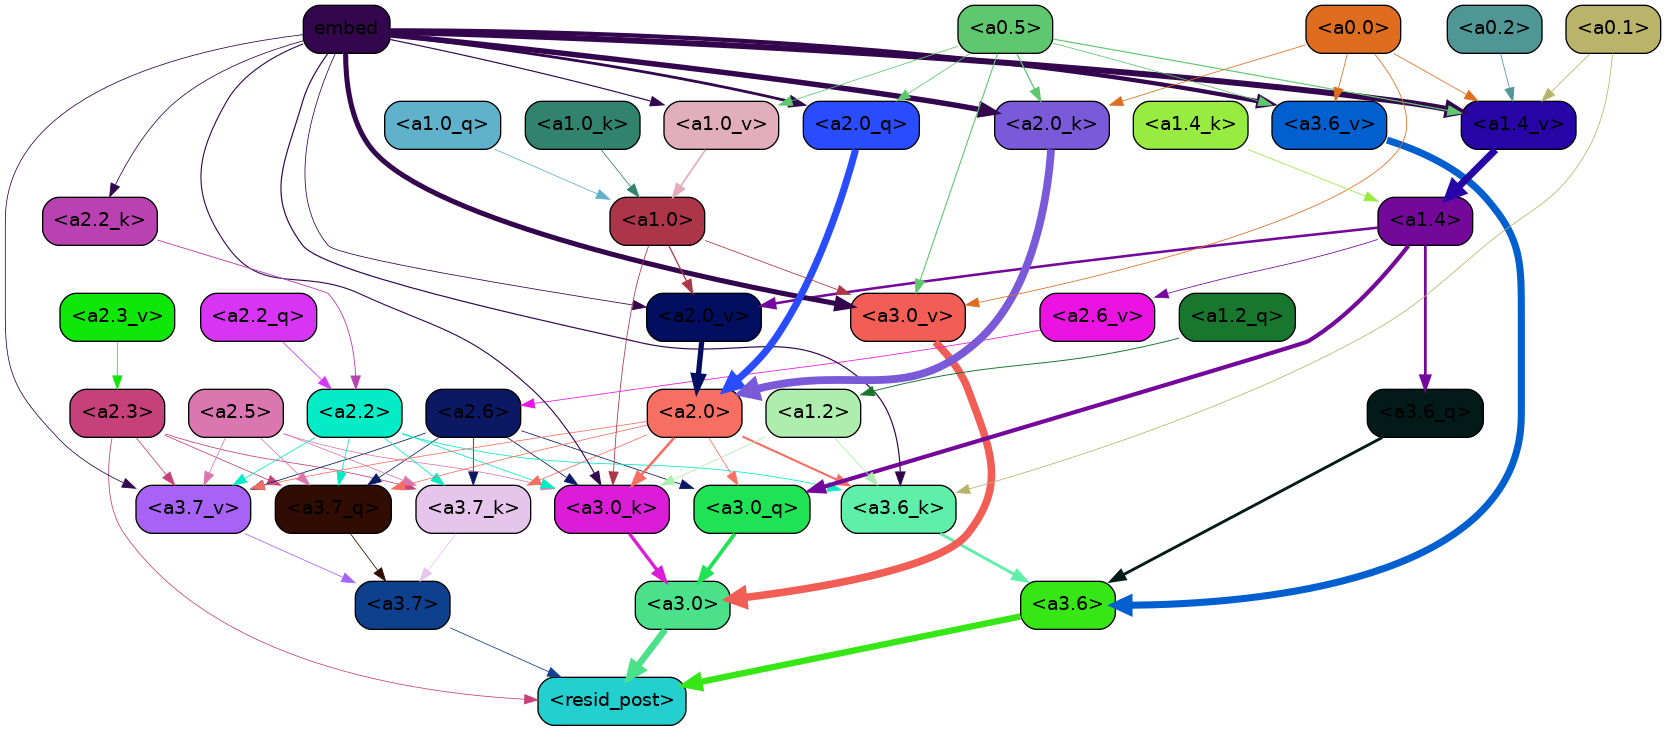 embed
<a0.5>
<a0.0>
<a0.2>
<a0.1>
<a1.0_q>
<a1.0_k>
<a1.0_v>
<a2.0_q>
<a2.0_k>
<a1.4_k>
<a3.6_v>
<a1.4_v>
<a2.2_k>
<a1.0>
<a1.4>
<a2.3_v>
<a2.2_q>
<a2.0_v>
<a3.0_v>
<a2.6_v>
<a1.2_q>
<a2.3>
<a2.5>
<a2.2>
<a2.6>
<a2.0>
<a1.2>
<a3.6_q>
<a3.7_v>
<a3.7_q>
<a3.7_k>
<a3.0_k>
<a3.0_q>
<a3.6_k>
<a3.7>
<a3.0>
<a3.6>
<resid_post>